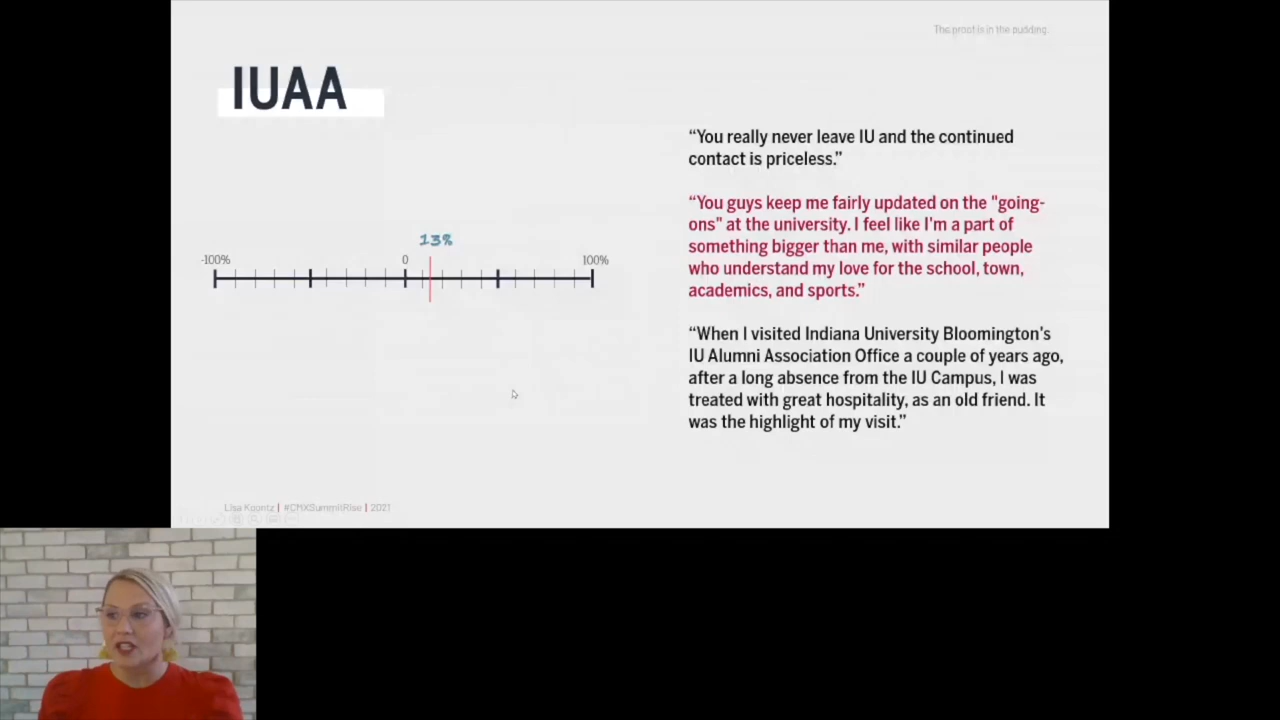 The proof is in the pudding.
IUAA
13%
-100%
0
100%
“You really never leave IU and the continued
contact is priceless.”
“You guys keep me fairly updated on the "going-
ons" at the university. I feel like I'm a part of
something bigger than me, with similar people
who understand my love for the school, town,
academics, and sports.”
“When I visited Indiana University Bloomington's
IU Alumni Association Office a couple of years ago,
after a long absence from the IU Campus, I was
treated with great hospitality, as an old friend. It
was the highlight of my visit.”
Lisa Koontz | #CMXSummitRise | 2021